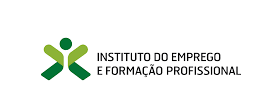 INSTITUTO DO EMPREGO
E FORMAÇÃO PROFISSIONAL